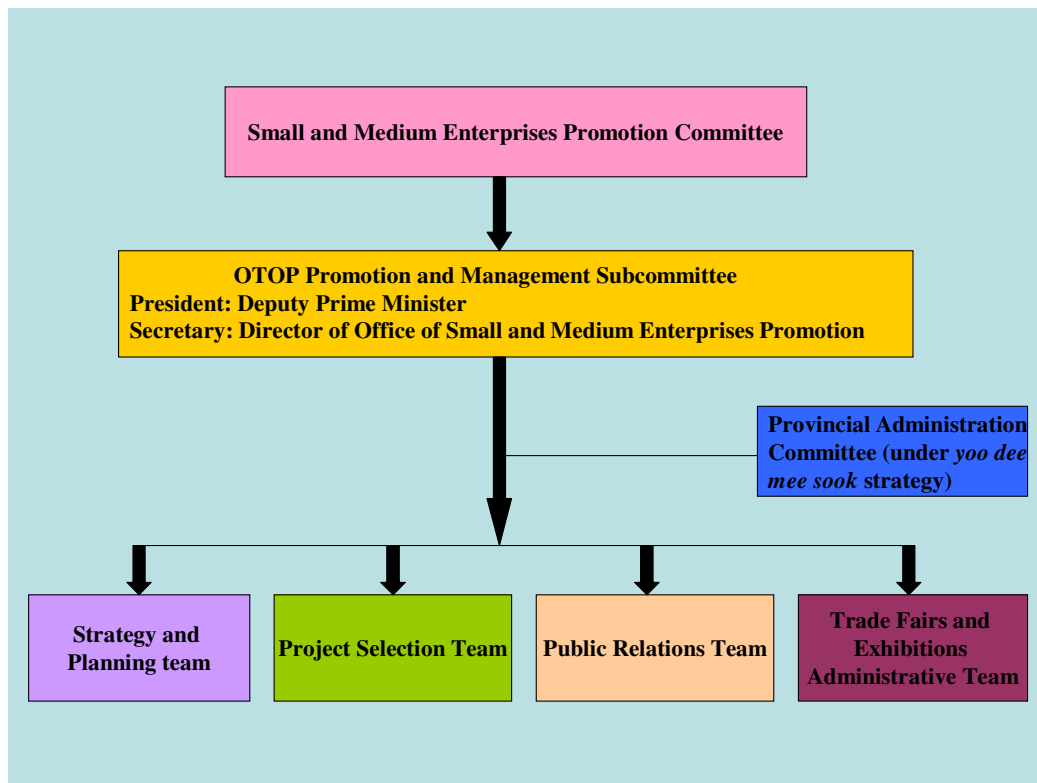 Small and Medium Enterprises Promotion Committee
OTOP Promotion and Management Subcommittee
President: Deputy Prime Minister
Secretary: Director of Office of Small and Medium Enterprises Promotion
Provincial Administration
Committee (under yoo dee
mee sook strategy)
Strategy and
Planning team
Project Selection Team
Public Relations Team
Trade Fairs and
Exhibitions
Administrative Team